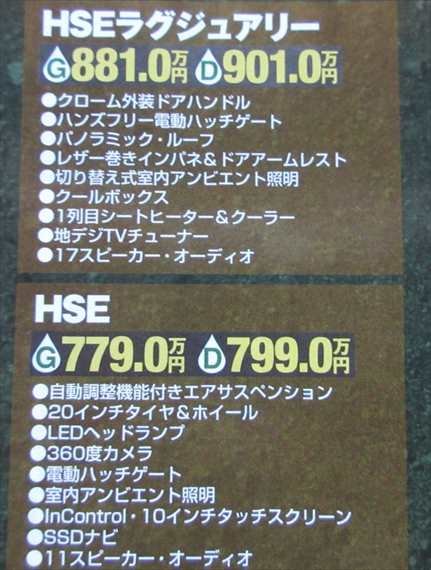 HSEラグジュアリー
G881.0万円 D901.0万円
●クローム外装ドアハンドル
●ハンズフリー電動ハッチゲート
●パノラミック・ルーフ
●レザー巻きインパネ&ドアアームレスト
●切り替え式室内アンビエント照明
●クールボックス
●1列目シートヒーター&クーラー
●地デジTVチューナー
●17スピーカー・オーディオ
HSE
G779.0万円 D799.0万円
●自動調整機能付きエアサスペンション
●20インチタイヤ&ホイール
●LEDヘッドランプ
●360度カメラ
●電動ハッチゲート
●室内アンビエント照明
●InControl・10インチタッチスクリーン
●SSDナビ
●11スピーカー・オーディオ